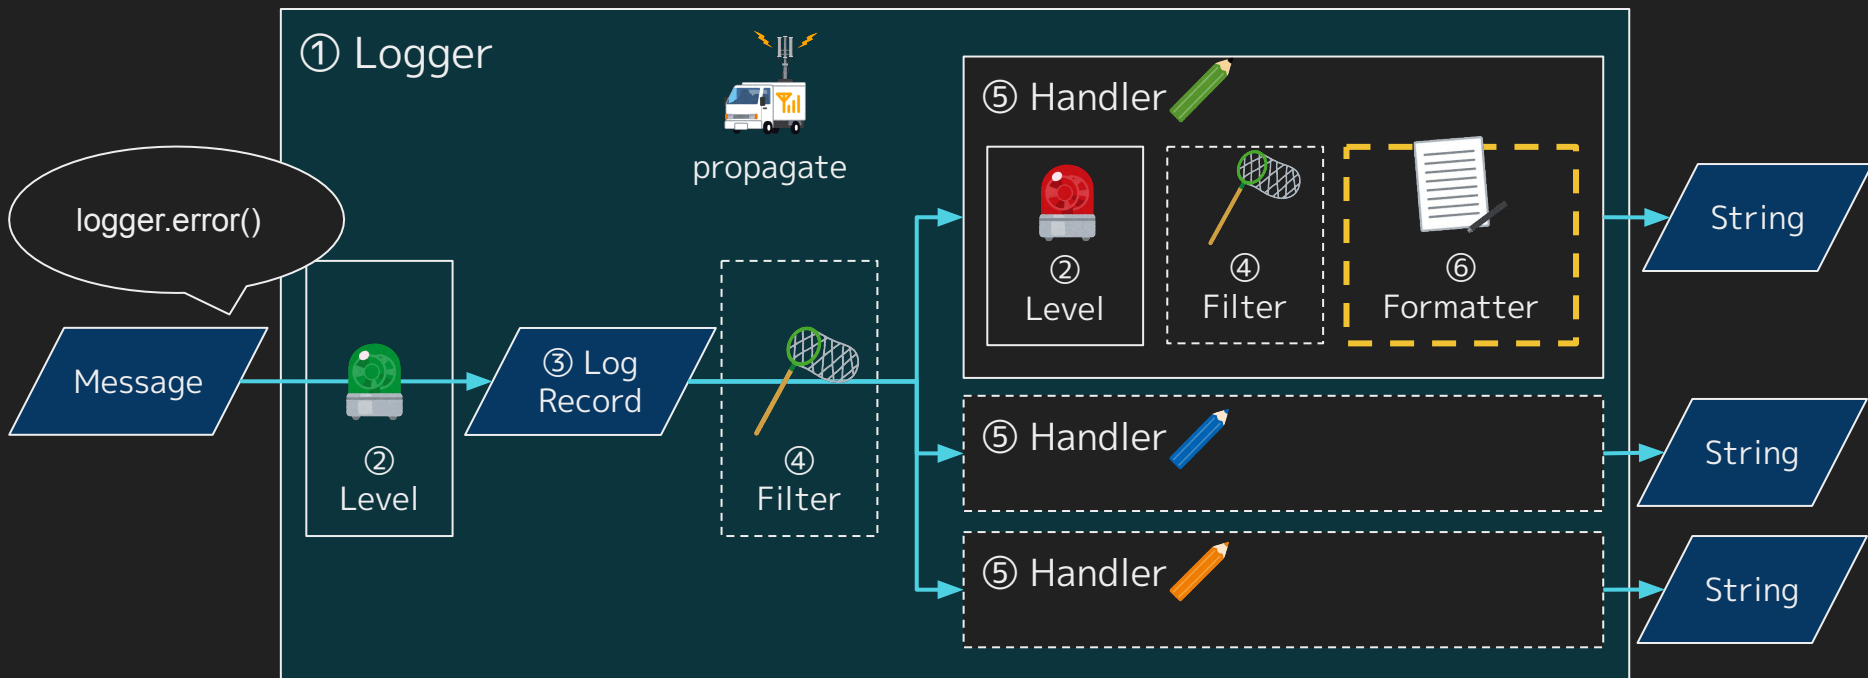 ① Logger
propagate
logger.error()
Message
②
Level
③ Log
Record
④
Filter
⑤ Handler
②
Level
④
Filter
⑥
Formatter
String
⑤ Handler
String
⑤ Handler
String